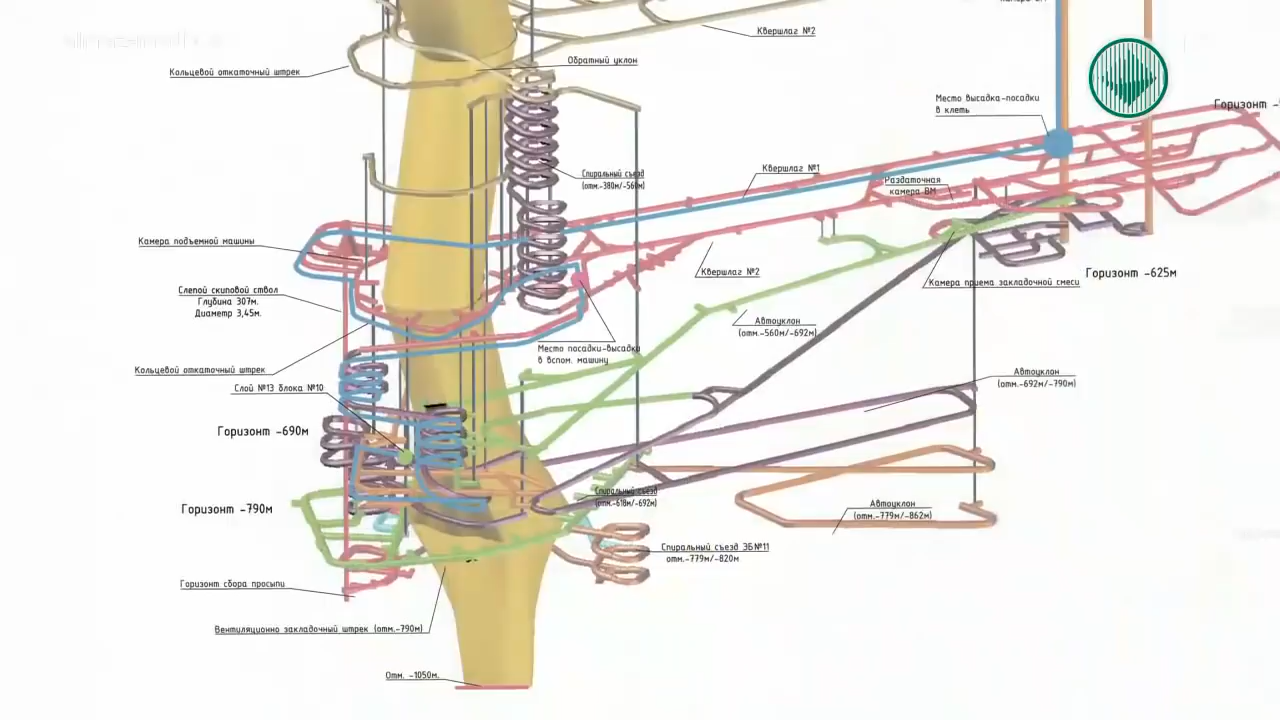 Квершлаг №2
Обратный уклон
Кольцевой откаточный штрек
Место высадка-посадки
в клеть
Горизонт
Спиральный съезд
(отм.-380м/-560м)
Квершлаг №1
Раздаточная
камера ВМ
Камера подъемной машины
Квершлаг №2
Горизонт -625м
Камера приема закладочной смеси
Слепой скиповой ствол
Глубина 307м.
Диаметр 3,45м.
Автоуклон
(отм.-560м/-692м)
Место посадки-высадки
в вспом. машину
Кольцевой откаточный штрек
Слой №13 блока №10
Автоуклон
(отм.-692м/-790м)
Горизонт -690м
Спиральный съезд
(отм.-618м/-692м)
Горизонт -790м
Автоуклон
(отм.-779м/-862м)
Спиральный съезд ЭБ№11
отм.-779м/-820м
Горизонт сбора просыпи
Вентиляционно закладочный штрек (отм.-790м)
Отм. -1050м.